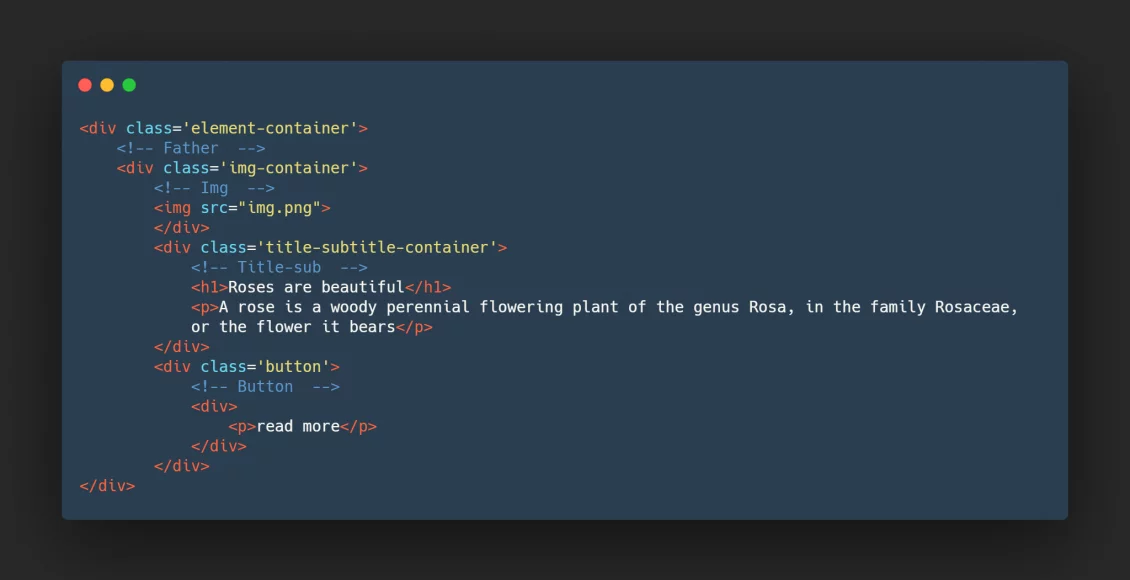 <div class='element-container'>
    <!-- Father  -->
    <div class='img-container'>
        <!-- Img  -->
        <img src="img.png">
        </div>
        <div class='title-subtitle-container'>
            <!-- Title-sub  -->
            <h1>Roses are beautiful</h1>
            <p>A rose is a woody perennial flowering plant of the genus Rosa, in the family Rosaceae,
            or the flower it bears</p>
        </div>
        <div class='button'>
            <!-- Button  -->
            <div>
                <p>read more</p>
            </div>
        </div>
</div>